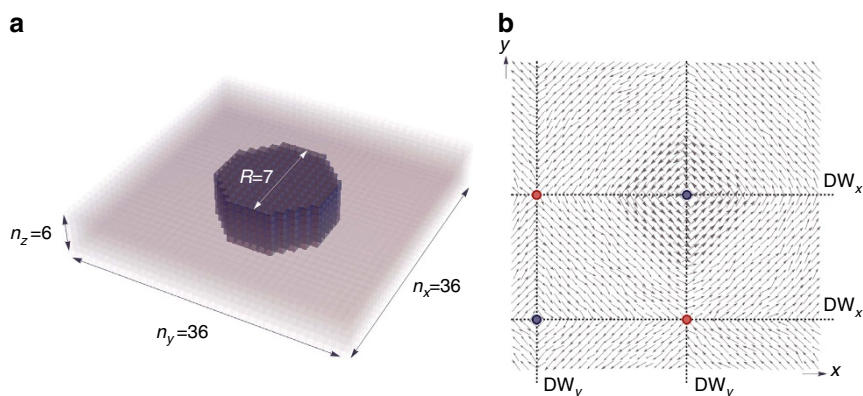 a
R=7
n_z=6
n_y=36
n_x=36
b
y
DW_x
DW_x
x
DW_y
DW_y